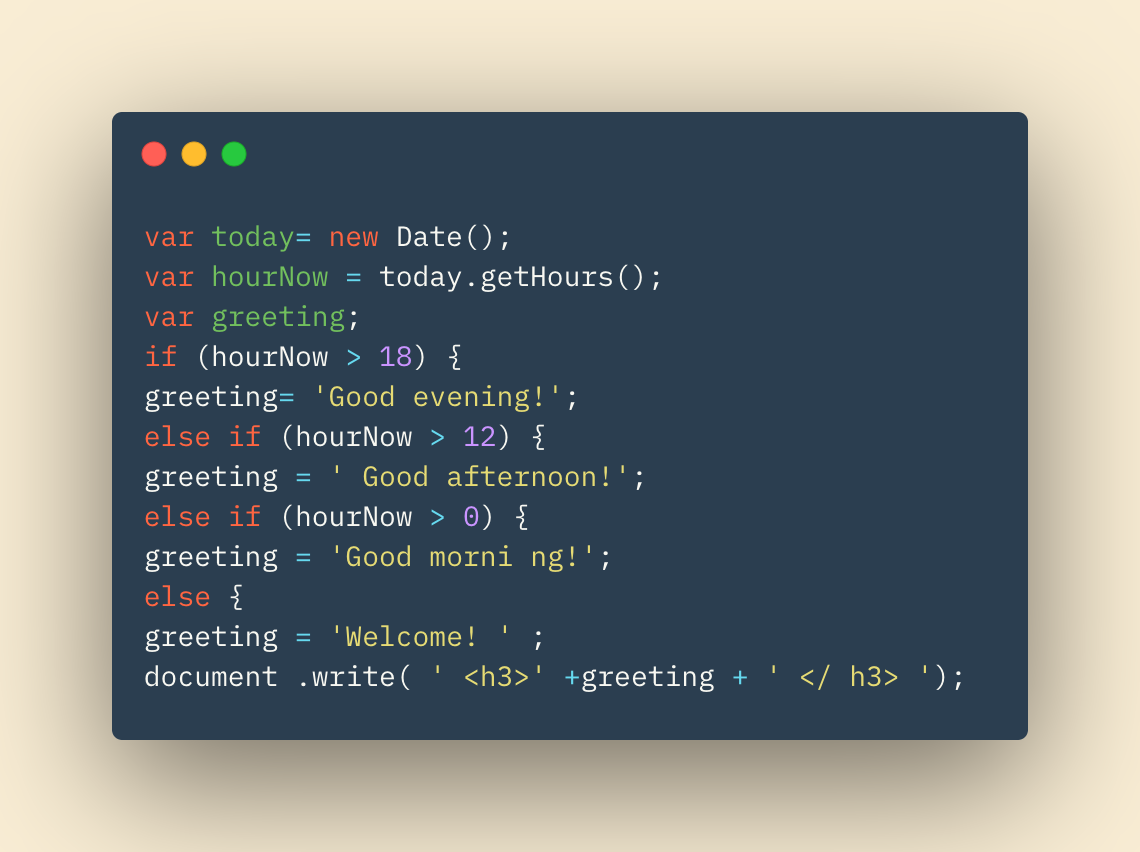 var today= new Date();
var hourNow = today.getHours();
var greeting;
if (hourNow > 18) {
greeting= 'Good evening!';
else if (hourNow > 12) {
greeting = ' Good afternoon!';
else if (hourNow > 0) {
greeting = 'Good morni ng!';
else {
greeting = 'Welcome! ' ;
document .write( ' <h3>' +greeting + ' </ h3> ');